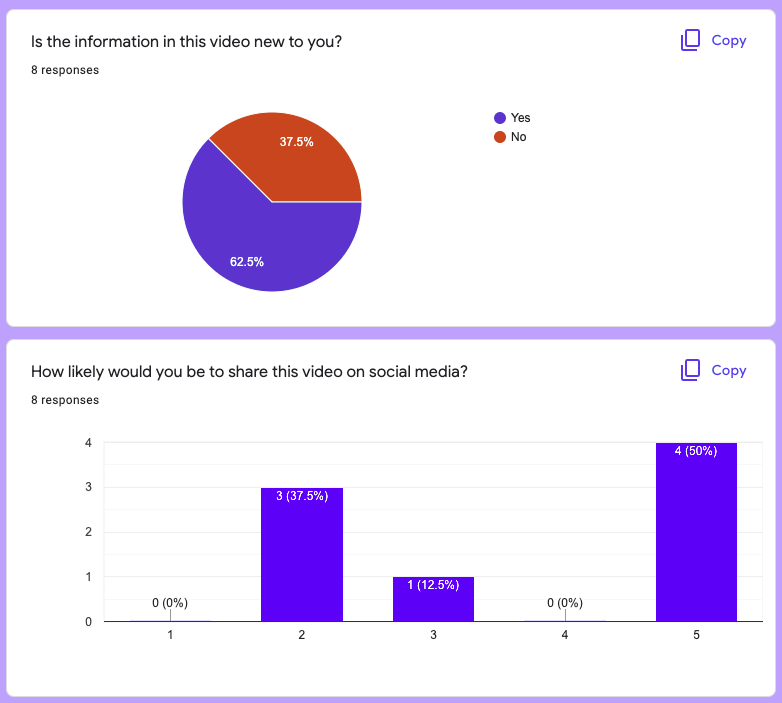 Is the information in this video new to you?
Copy
8 responses
Yes
No
37.5%
62.5%
How likely would you be to share this video on social media?
Copy
8 responses
4
3
2
1
0
0 (0%)
3 (37.5%)
1 (12.5%)
0 (0%)
4 (50%)
1
2
3
4
5